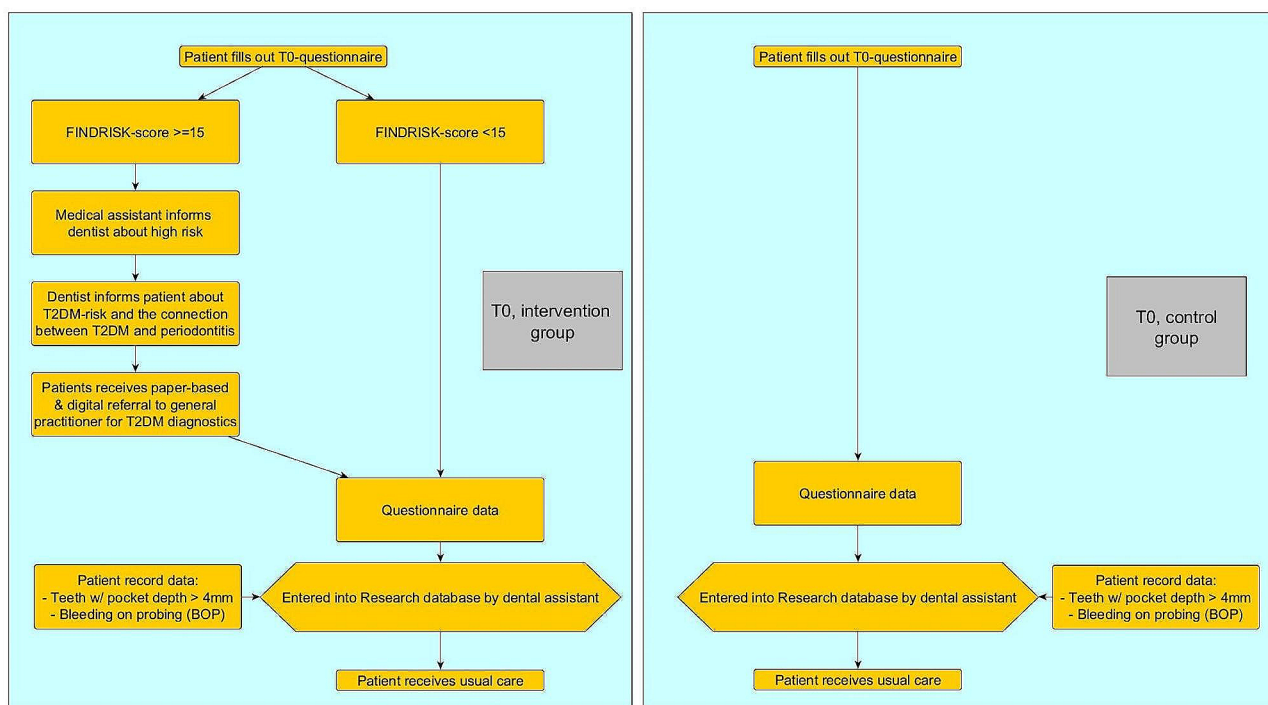 Patient fills out T0-questionnaire
FINDRISK-score >=15
FINDRISK-score <15
Medical assistant informs
dentist about high risk
Dentist informs patient about
T2DM-risk and the connection
between T2DM and periodontitis
T0, intervention
group
Patients receives paper-based
& digital referral to general
practitioner for T2DM diagnostics
Questionnaire data
Patient record data:
- Teeth w/ pocket depth > 4mm
- Bleeding on probing (BOP)
Entered into Research database by dental assistant
Patient receives usual care
Patient fills out T0-questionnaire
T0, control
group
Questionnaire data
Entered into Research database by dental assistant
Patient record data:
- Teeth w/ pocket depth > 4mm
- Bleeding on probing (BOP)
Patient receives usual care